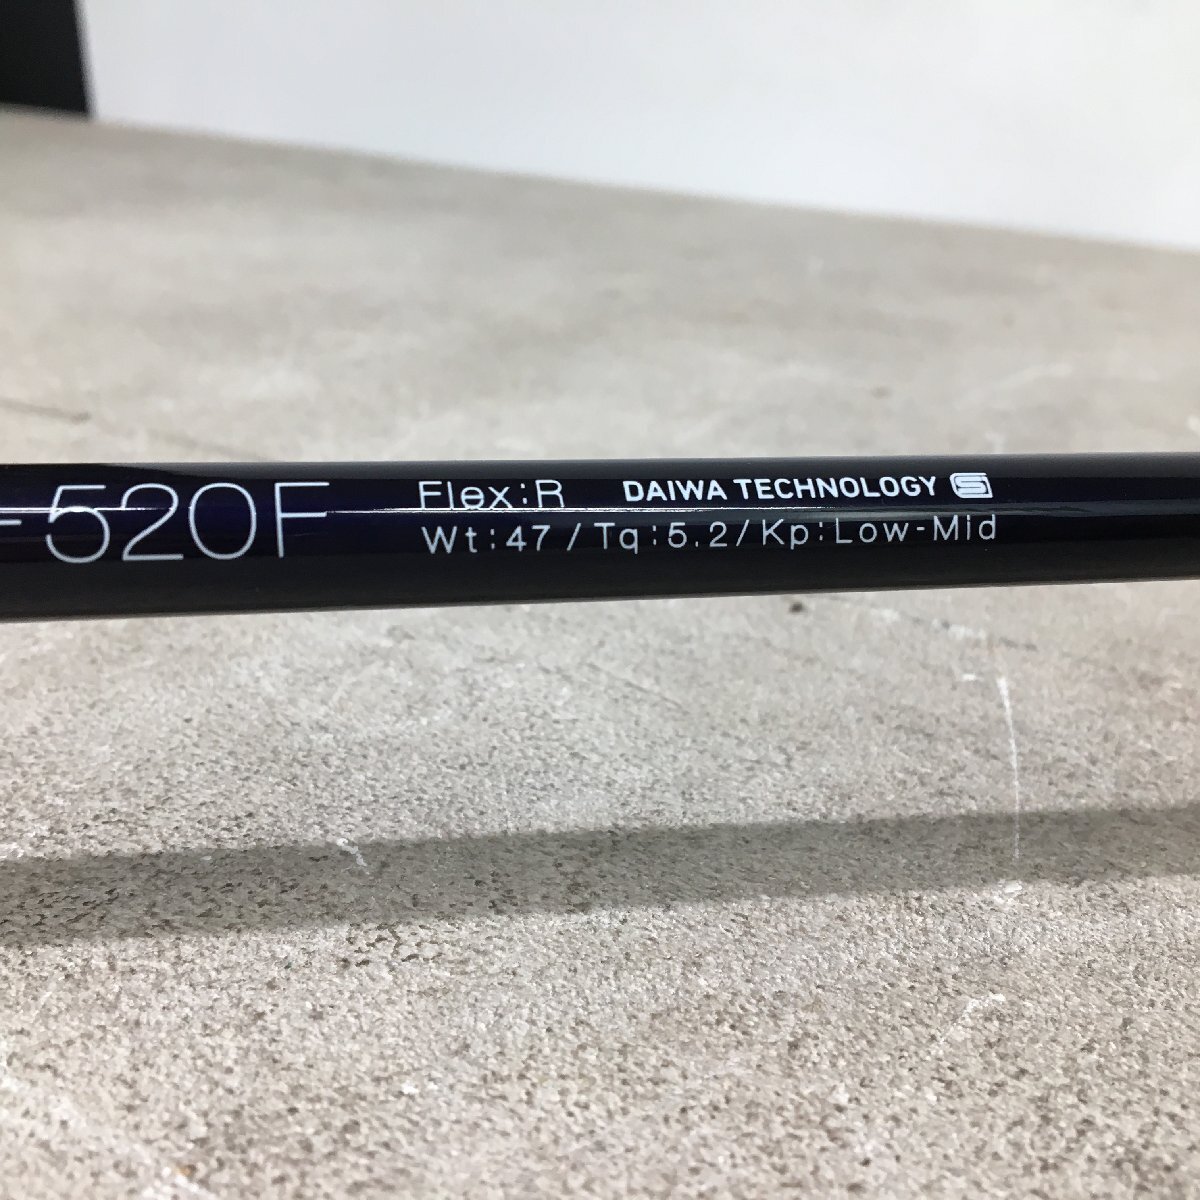 -520F
Flex:R DAIWA TECHNOLOGY S
Wt:47/Tq:5.2/Kp:Low-Mid